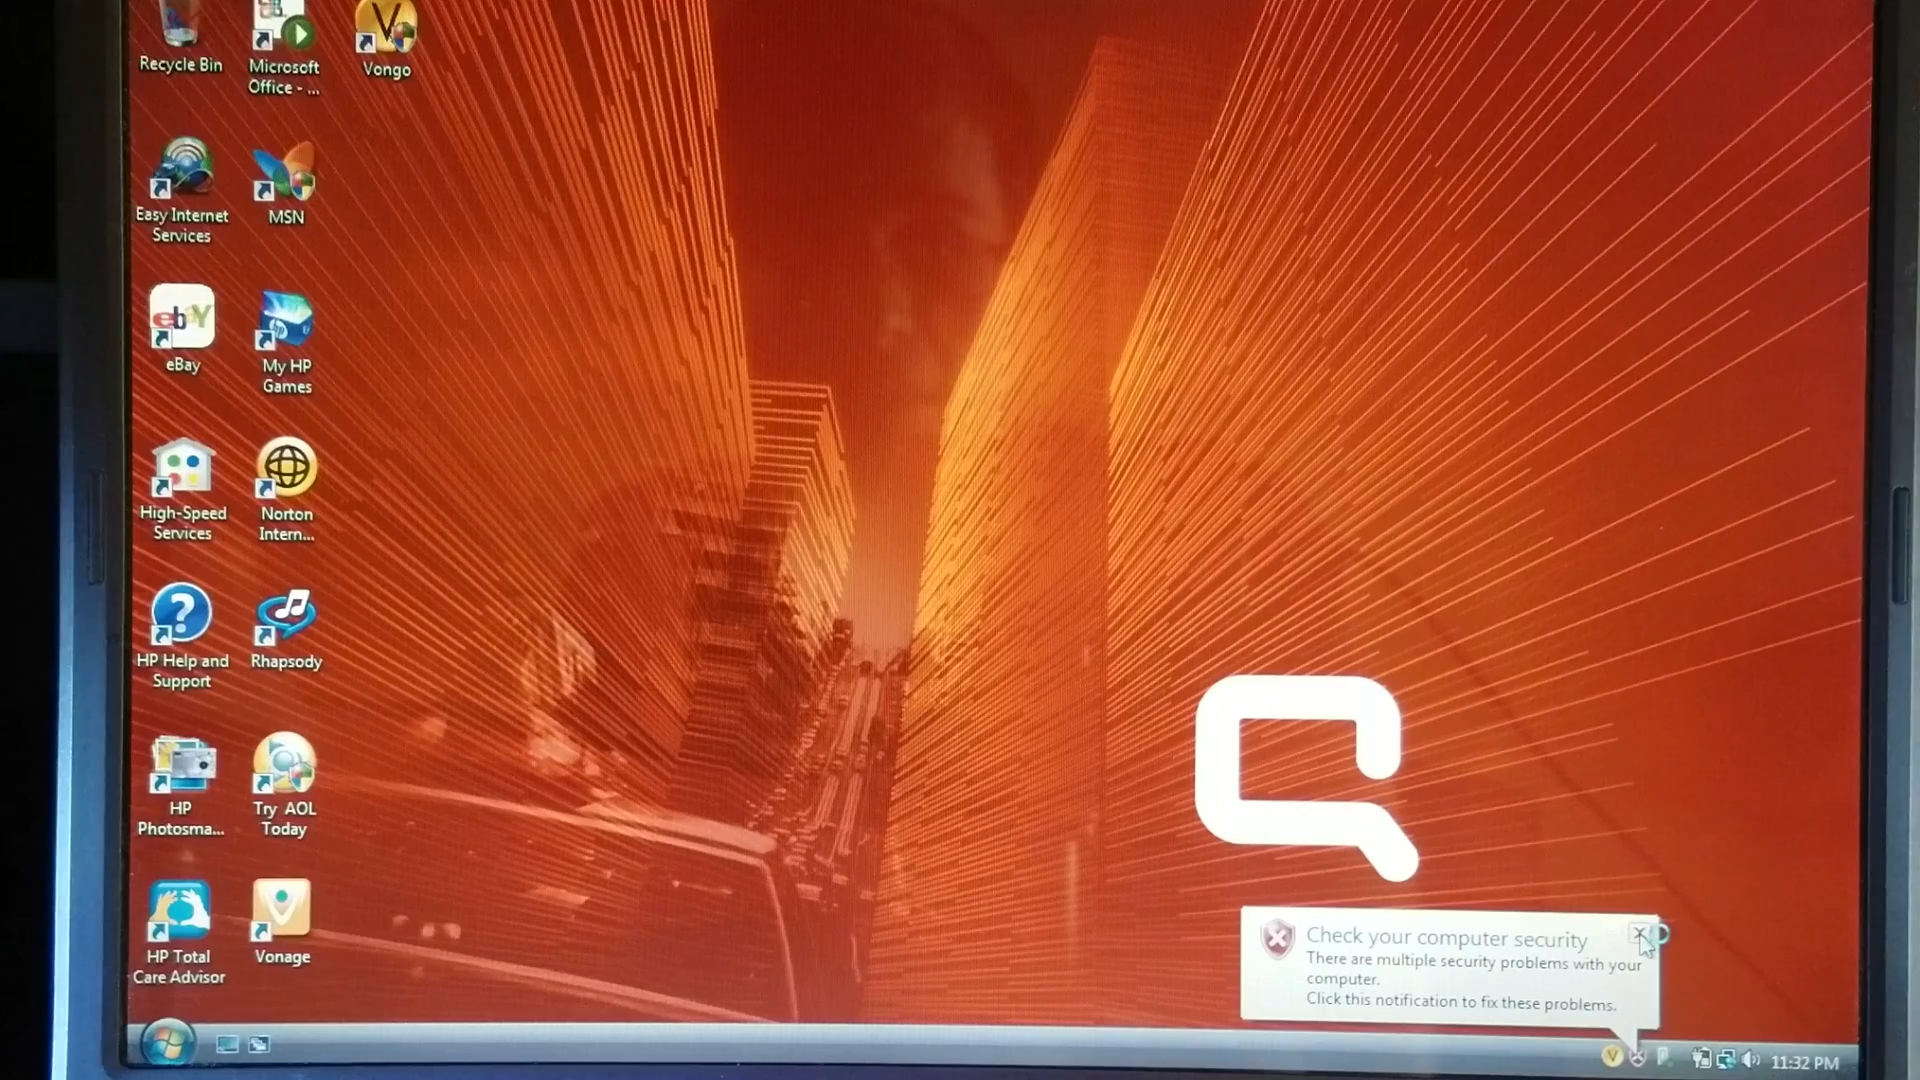 Recycle Bin
Microsoft
Office - ...
Vongo
Easy Internet
Services
MSN
eBay
My HP
Games
High-Speed
Services
Norton
Intern...
HP Help and
Support
Rhapsody
HP
Photosma...
Try AOL
Today
HP Total
Care Advisor
Vonage
Check your computer security
There are multiple security problems with your
computer.
Click this notification to fix these problems.
11:32 PM